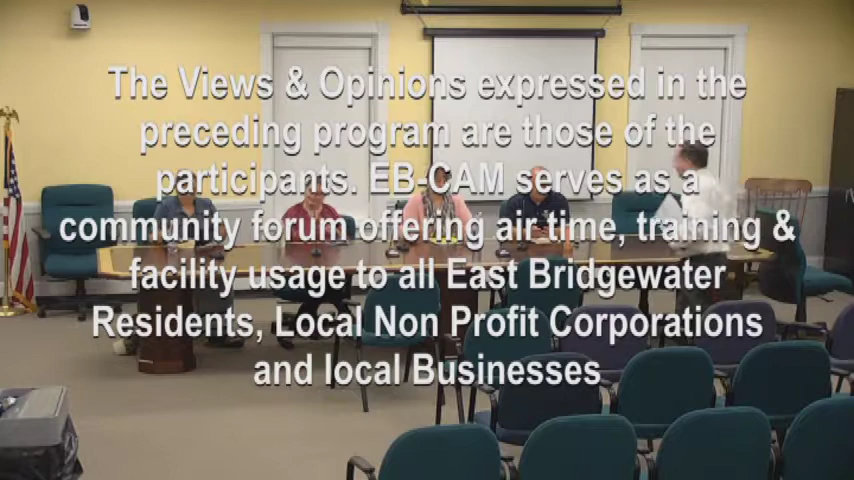 The Views & Opinions expressed in the
preceding program are those of the
participants. EB-CAM serves as a
community forum offering air time, training &
facility usage to all East Bridgewater
Residents, Local Non Profit Corporations
and local Businesses